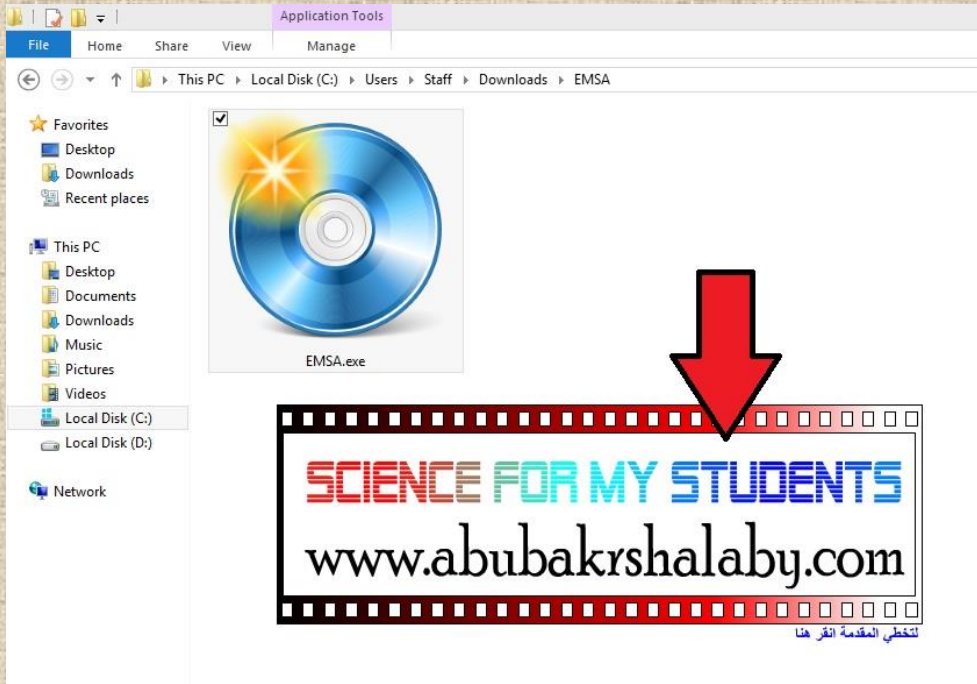 Application Tools
File Home Share View Manage
This PC Local Disk (C:) Users Staff Downloads EMSA
Favorites
Desktop
Downloads
Recent places
This PC
Desktop
Documents
Downloads
Music
Pictures
Videos
Local Disk (C:)
Local Disk (D:)
Network
EMSA.exe
SCIENCE FOR MY STUDENTS
www.abubakrshalaby.com
لتخطي المقدمة انقر هنا